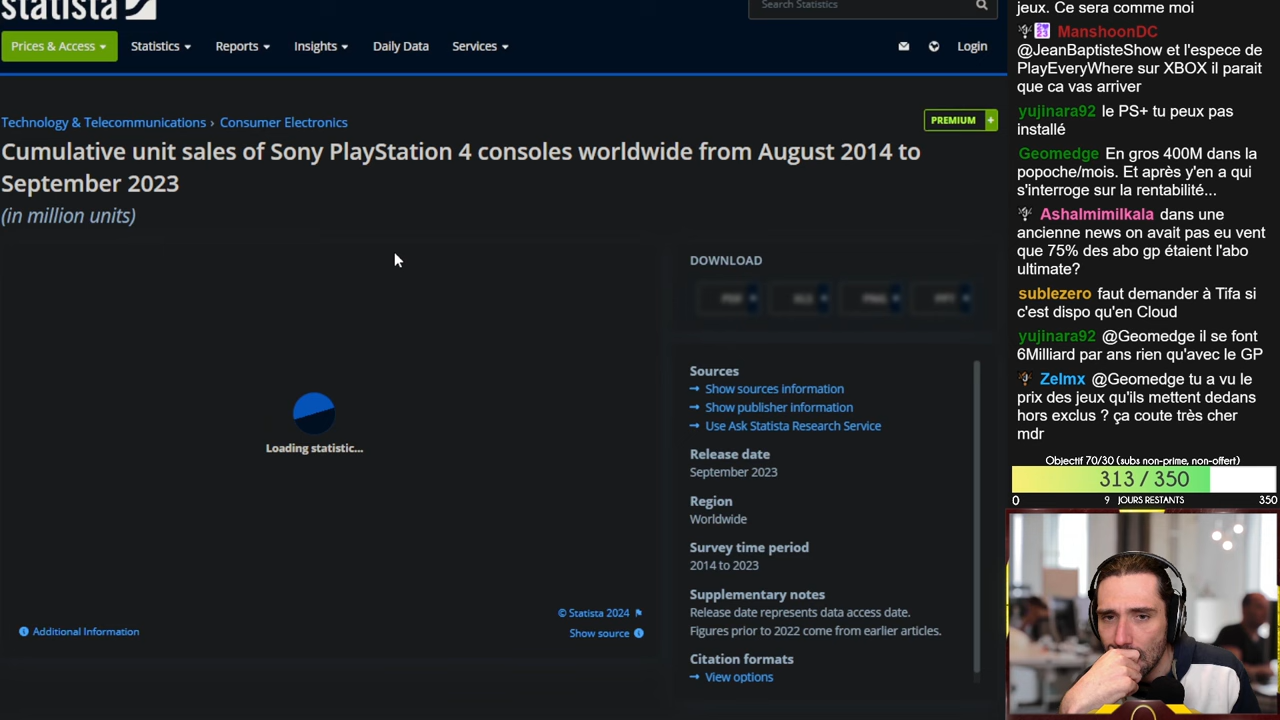 statista
Search Statistics
Prices & Access
Statistics
Reports
Insights
Daily Data
Services
Login
Technology & Telecommunications › Consumer Electronics
PREMIUM +
Cumulative unit sales of Sony PlayStation 4 consoles worldwide from August 2014 to
September 2023
(in million units)
Loading statistic...
© Statista 2024
Additional Information
Show source
DOWNLOAD
PDF
XLS
PNG
PPT
Sources
→ Show sources information
→ Show publisher information
→ Use Ask Statista Research Service
Release date
September 2023
Region
Worldwide
Survey time period
2014 to 2023
Supplementary notes
Release date represents data access date.
Figures prior to 2022 come from earlier articles.
Citation formats
→ View options
jeux. Ce sera comme moi
ManshoonDC
@JeanBaptisteShow et l'espece de
PlayEveryWhere sur XBOX il parait
que ca vas arriver
yujinara92 le PS+ tu peux pas
installé
Geomedge En gros 400M dans la
popoche/mois. Et après y'en a qui
s'interroge sur la rentabilité...
Ashalmimilkala dans une
ancienne news on avait pas eu vent
que 75% des abo gp étaient l'abo
ultimate?
sublezero faut demander à Tifa si
c'est dispo qu'en Cloud
yujinara92 @Geomedge il se font
6Milliard par ans rien qu'avec le GP
Zelmx @Geomedge tu a vu le
prix des jeux qu'ils mettent dedans
hors exclus ? ça coute très cher
mdr
Objectif 70/30 (subs non-prime, non-offert)
313 / 350
0 9 JOURS RESTANTS 350